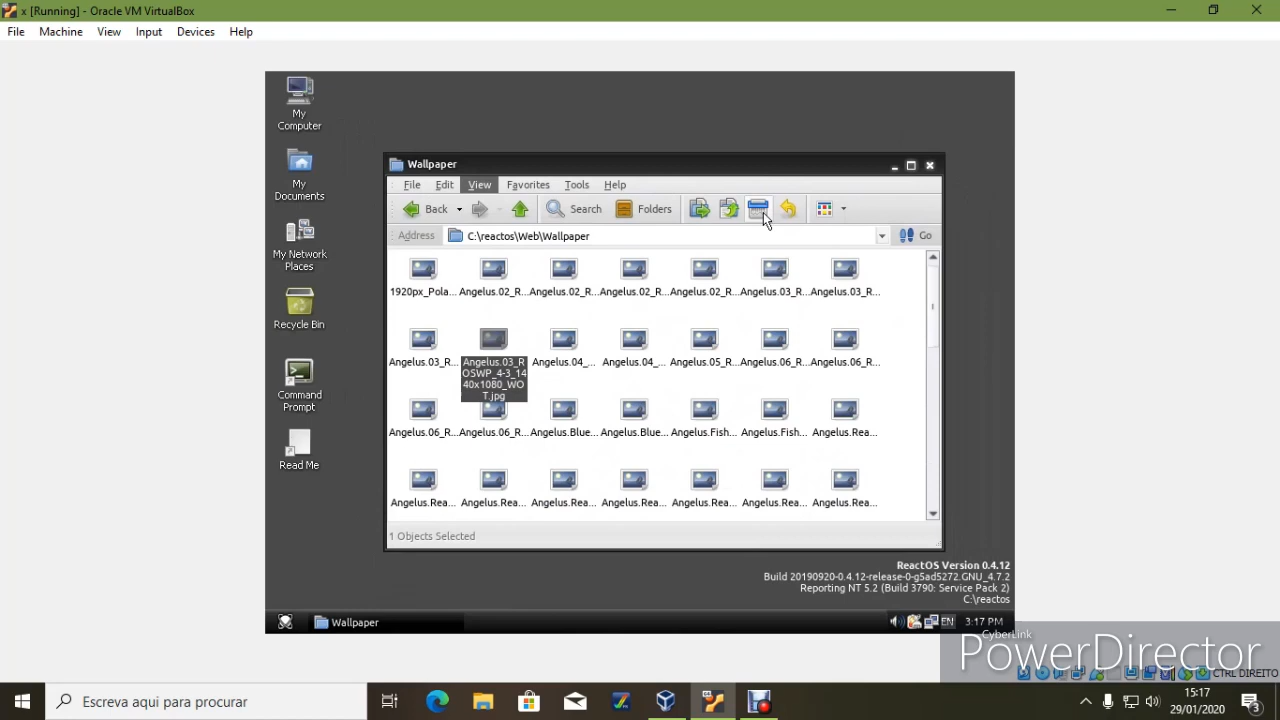 x [Running] - Oracle VM VirtualBox
File Machine View Input Devices Help
My Computer
My Documents
My Network Places
Recycle Bin
Command Prompt
Read Me
Wallpaper
File Edit View Favorites Tools Help
Back Search Folders
Address C:\reactos\Web\Wallpaper Go
1920px_Pola... Angelus.02_R... Angelus.02_R... Angelus.02_R... Angelus.02_R... Angelus.03_R... Angelus.03_R...
Angelus.03_R... Angelus.03_R Angelus.04_... Angelus.04_... Angelus.05_R... Angelus.06_R... Angelus.06_R...
OSWP_4-3_14
40x1080_WO
T.jpg
Angelus.06_R... Angelus.06_R... Angelus.Blue... Angelus.Blue... Angelus.Fish... Angelus.Fish... Angelus.Rea...
Angelus.Rea... Angelus.Rea... Angelus.Rea... Angelus.Rea... Angelus.Rea... Angelus.Rea... Angelus.Rea...
1 Objects Selected
ReactOS Version 0.4.12
Build 20190920-0.4.12-release-0-g5ad5272.GNU_4.7.2
Reporting NT 5.2 (Build 3790: Service Pack 2)
C:\reactos
Wallpaper EN 3:17 PM
CyberLink
PowerDirector
CTRL DIREITO
Escreva aqui para procurar
15:17
29/01/2020
3